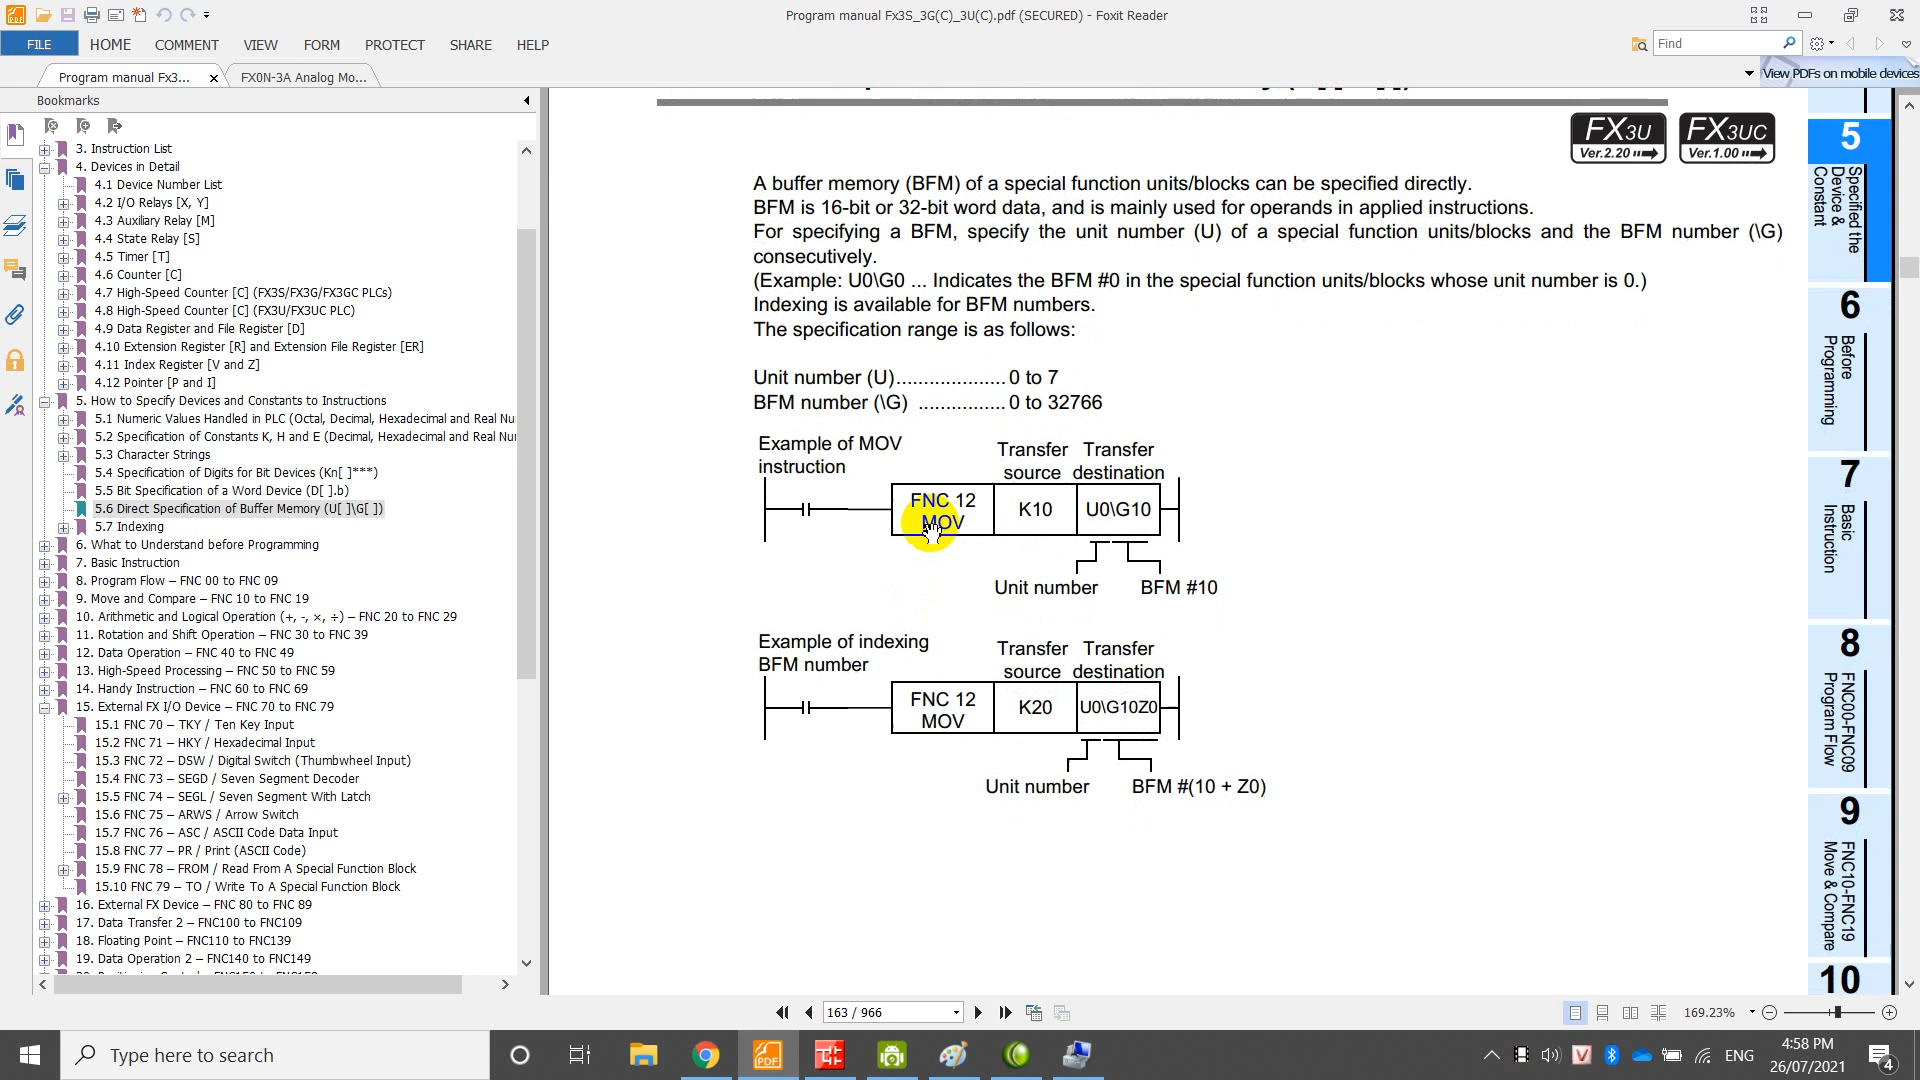 Program manual Fx3S_3G(C)_3U(C).pdf (SECURED) - Foxit Reader
FILE HOME COMMENT VIEW FORM PROTECT SHARE HELP
Find
Program manual Fx3... FX0N-3A Analog Mo...
View PDFs on mobile devices
Bookmarks
3. Instruction List
4. Devices in Detail
4.1 Device Number List
4.2 I/O Relays [X, Y]
4.3 Auxiliary Relay [M]
4.4 State Relay [S]
4.5 Timer [T]
4.6 Counter [C]
4.7 High-Speed Counter [C] (FX3S/FX3G/FX3GC PLCs)
4.8 High-Speed Counter [C] (FX3U/FX3UC PLC)
4.9 Data Register and File Register [D]
4.10 Extension Register [R] and Extension File Register [ER]
4.11 Index Register [V and Z]
4.12 Pointer [P and I]
5. How to Specify Devices and Constants to Instructions
5.1 Numeric Values Handled in PLC (Octal, Decimal, Hexadecimal and Real Nu
5.2 Specification of Constants K, H and E (Decimal, Hexadecimal and Real Nu
5.3 Character Strings
5.4 Specification of Digits for Bit Devices (Kn[ ]***)
5.5 Bit Specification of a Word Device (D[ ].b)
5.6 Direct Specification of Buffer Memory (U[ ]\G[ ])
5.7 Indexing
6. What to Understand before Programming
7. Basic Instruction
8. Program Flow – FNC 00 to FNC 09
9. Move and Compare – FNC 10 to FNC 19
10. Arithmetic and Logical Operation (+, -, ×, ÷) – FNC 20 to FNC 29
11. Rotation and Shift Operation – FNC 30 to FNC 39
12. Data Operation – FNC 40 to FNC 49
13. High-Speed Processing – FNC 50 to FNC 59
14. Handy Instruction – FNC 60 to FNC 69
15. External FX I/O Device – FNC 70 to FNC 79
15.1 FNC 70 – TKY / Ten Key Input
15.2 FNC 71 – HKY / Hexadecimal Input
15.3 FNC 72 – DSW / Digital Switch (Thumbwheel Input)
15.4 FNC 73 – SEGD / Seven Segment Decoder
15.5 FNC 74 – SEGL / Seven Segment With Latch
15.6 FNC 75 – ARWS / Arrow Switch
15.7 FNC 76 – ASC / ASCII Code Data Input
15.8 FNC 77 – PR / Print (ASCII Code)
15.9 FNC 78 – FROM / Read From A Special Function Block
15.10 FNC 79 – TO / Write To A Special Function Block
16. External FX Device – FNC 80 to FNC 89
17. Data Transfer 2 – FNC100 to FNC109
18. Floating Point – FNC110 to FNC139
19. Data Operation 2 – FNC140 to FNC149
FX3U FX3UC
Ver.2.20 Ver.1.00
A buffer memory (BFM) of a special function units/blocks can be specified directly.
BFM is 16-bit or 32-bit word data, and is mainly used for operands in applied instructions.
For specifying a BFM, specify the unit number (U) of a special function units/blocks and the BFM number (\G)
consecutively.
(Example: U0\G0 ... Indicates the BFM #0 in the special function units/blocks whose unit number is 0.)
Indexing is available for BFM numbers.
The specification range is as follows:
Unit number (U)................... 0 to 7
BFM number (\G) ............... 0 to 32766
Example of MOV
instruction
Transfer Transfer
source destination
FNC 12
MOV
K10 U0\G10
Unit number BFM #10
Example of indexing
BFM number
Transfer Transfer
source destination
FNC 12
MOV
K20 U0\G10Z0
Unit number BFM #(10 + Z0)
5
Specified the
Device &
Constant
6
Before
Programming
7
Basic
Instruction
8
FNC00-FNC09
Program Flow
9
FNC10-FNC19
Move & Compare
10
163 / 966
169.23%
Type here to search
PDF
ENG
4:58 PM
26/07/2021
4